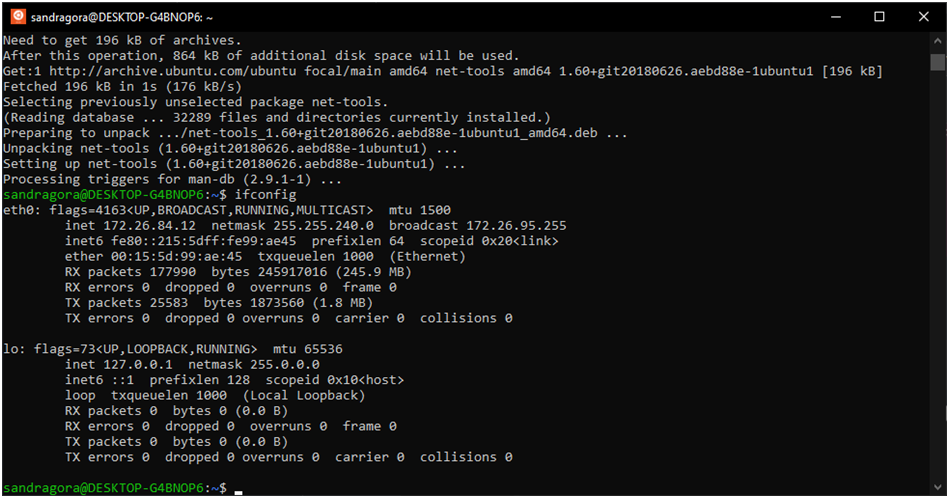 sandragora@DESKTOP-G4BNOP6: ~
Need to get 196 kB of archives.
After this operation, 864 kB of additional disk space will be used.
Get:1 http://archive.ubuntu.com/ubuntu focal/main amd64 net-tools amd64 1.60+git20180626.aebd88e-1ubuntu1 [196 kB]
Fetched 196 kB in 1s (176 kB/s)
Selecting previously unselected package net-tools.
(Reading database ... 32289 files and directories currently installed.)
Preparing to unpack .../net-tools_1.60+git20180626.aebd88e-1ubuntu1_amd64.deb ...
Unpacking net-tools (1.60+git20180626.aebd88e-1ubuntu1) ...
Setting up net-tools (1.60+git20180626.aebd88e-1ubuntu1) ...
Processing triggers for man-db (2.9.1-1) ...
sandragora@DESKTOP-G4BNOP6:~$ ifconfig
eth0: flags=4163<UP,BROADCAST,RUNNING,MULTICAST>  mtu 1500
        inet 172.26.84.12  netmask 255.255.240.0  broadcast 172.26.95.255
        inet6 fe80::215:5dff:fe99:ae45  prefixlen 64  scopeid 0x20<link>
        ether 00:15:5d:99:ae:45  txqueuelen 1000  (Ethernet)
        RX packets 177990  bytes 245917016 (245.9 MB)
        RX errors 0  dropped 0  overruns 0  frame 0
        TX packets 25583  bytes 1873560 (1.8 MB)
        TX errors 0  dropped 0 overruns 0  carrier 0  collisions 0

lo: flags=73<UP,LOOPBACK,RUNNING>  mtu 65536
        inet 127.0.0.1  netmask 255.0.0.0
        inet6 ::1  prefixlen 128  scopeid 0x10<host>
        loop  txqueuelen 1000  (Local Loopback)
        RX packets 0  bytes 0 (0.0 B)
        RX errors 0  dropped 0  overruns 0  frame 0
        TX packets 0  bytes 0 (0.0 B)
        TX errors 0  dropped 0 overruns 0  carrier 0  collisions 0

sandragora@DESKTOP-G4BNOP6:~$